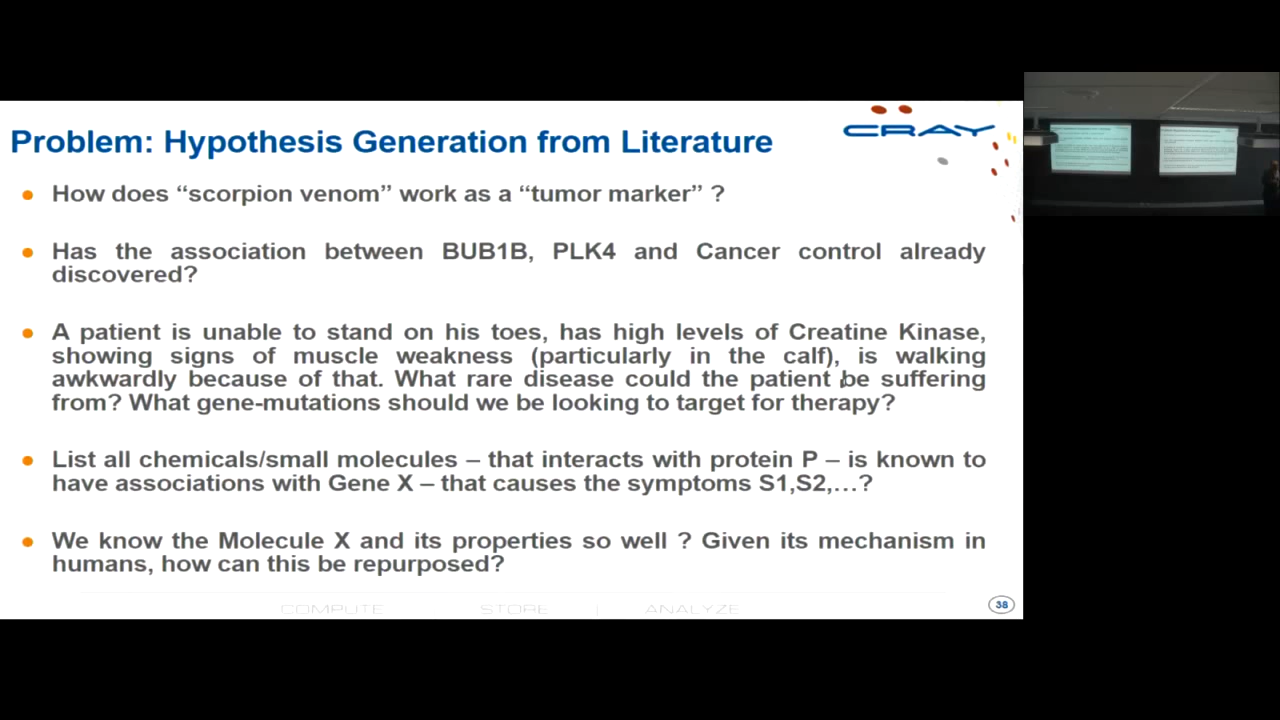 Problem: Hypothesis Generation from Literature
CRAY
How does “scorpion venom” work as a “tumor marker” ?
Has the association between BUB1B, PLK4 and Cancer control already
discovered?
A patient is unable to stand on his toes, has high levels of Creatine Kinase,
showing signs of muscle weakness (particularly in the calf), is walking
awkwardly because of that. What rare disease could the patient be suffering
from? What gene-mutations should we be looking to target for therapy?
List all chemicals/small molecules – that interacts with protein P – is known to
have associations with Gene X – that causes the symptoms S1,S2,…?
We know the Molecule X and its properties so well ? Given its mechanism in
humans, how can this be repurposed?
COMPUTE STORE | ANALYZE
38